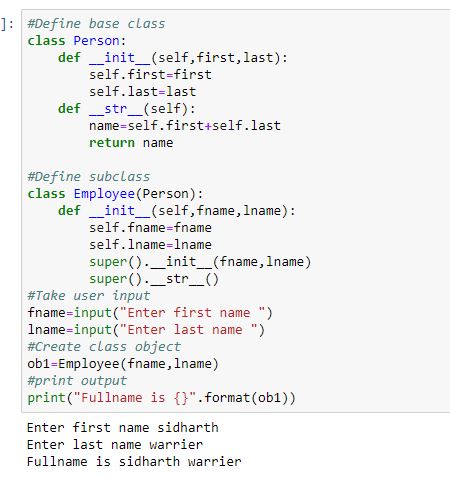 ]: #Define base class
class Person:
    def __init__(self,first,last):
        self.first=first
        self.last=last
    def __str__(self):
        name=self.first+self.last
        return name

#Define subclass
class Employee(Person):
    def __init__(self,fname,lname):
        self.fname=fname
        self.lname=lname
        super().__init__(fname,lname)
        super().__str__()
#Take user input
fname=input("Enter first name ")
lname=input("Enter last name ")
#Create class object
ob1=Employee(fname,lname)
#print output
print("Fullname is {}".format(ob1))
Enter first name sidharth
Enter last name warrier
Fullname is sidharth warrier